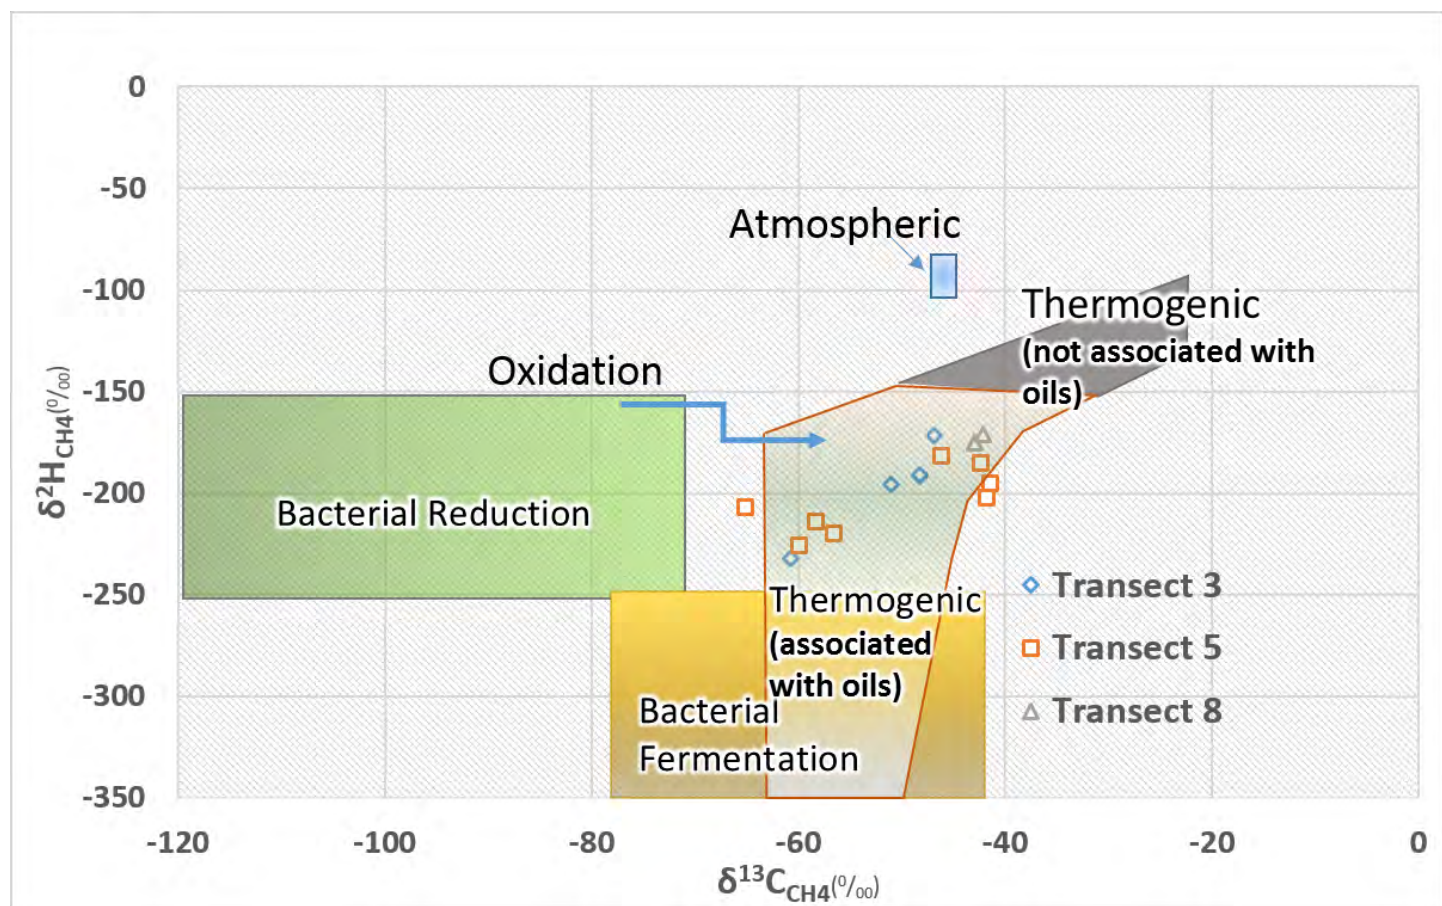 0
-50
-100
-150
-200
-250
-300
-350
δ²H_CH4(⁰/₀₀)
Atmospheric
Thermogenic
(not associated with
oils)
Oxidation
Bacterial Reduction
Thermogenic
(associated
with oils)
Bacterial
Fermentation
Transect 3
Transect 5
Transect 8
-120 -100 -80 -60 -40 -20 0
δ¹³C_CH4(⁰/₀₀)